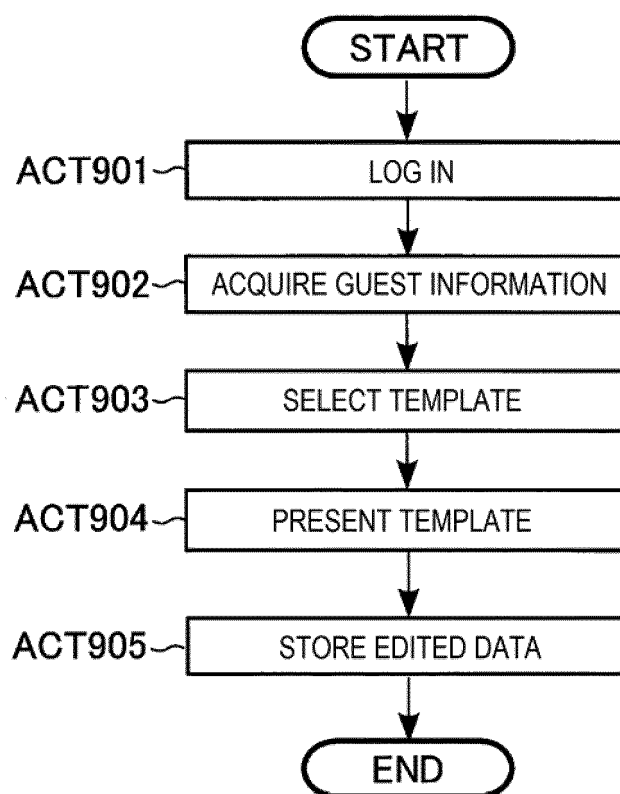 START
ACT901 LOG IN
ACT902 ACQUIRE GUEST INFORMATION
ACT903 SELECT TEMPLATE
ACT904 PRESENT TEMPLATE
ACT905 STORE EDITED DATA
END